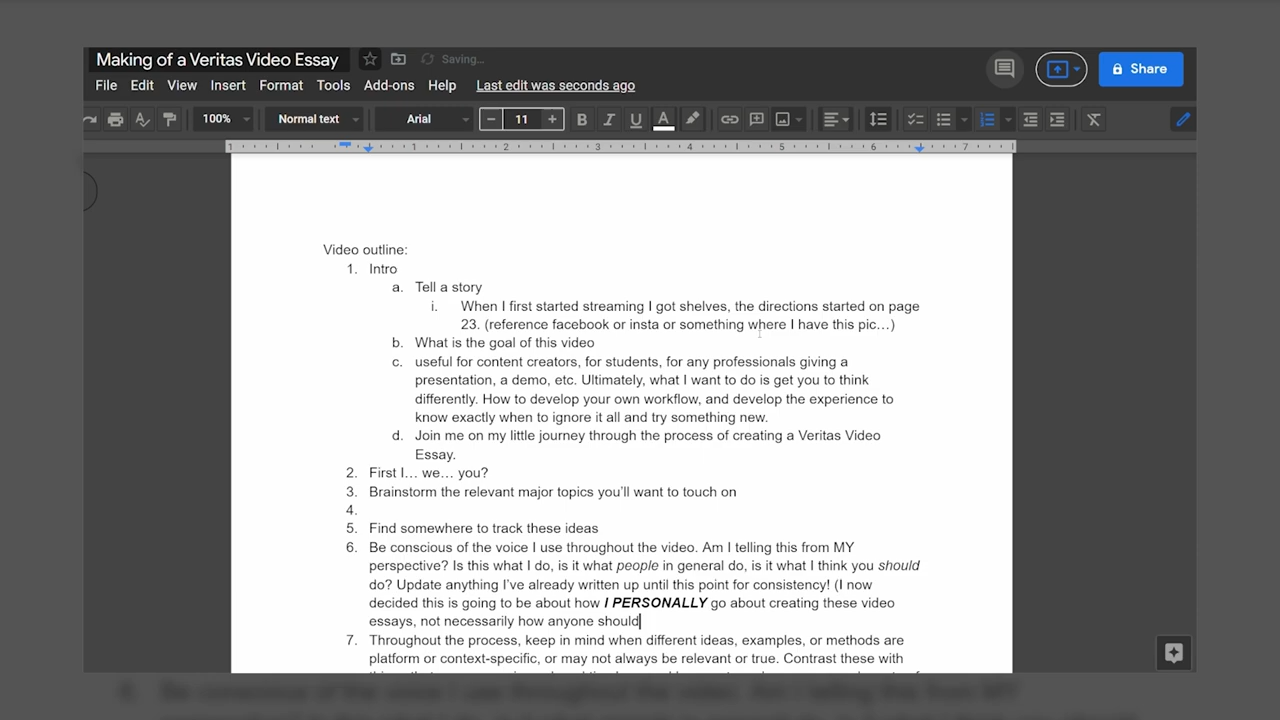 Making of a Veritas Video Essay
Saving...
File Edit View Insert Format Tools Add-ons Help Last edit was seconds ago
Share
100% Normal text Arial 11 B I U A
1 1 2 3 4 5 6 7
Video outline:
1. Intro
a. Tell a story
i. When I first started streaming I got shelves, the directions started on page
23. (reference facebook or insta or something where I have this pic…)
b. What is the goal of this video
c. useful for content creators, for students, for any professionals giving a
presentation, a demo, etc. Ultimately, what I want to do is get you to think
differently. How to develop your own workflow, and develop the experience to
know exactly when to ignore it all and try something new.
d. Join me on my little journey through the process of creating a Veritas Video
Essay.
2. First I… we… you?
3. Brainstorm the relevant major topics you'll want to touch on
4.
5. Find somewhere to track these ideas
6. Be conscious of the voice I use throughout the video. Am I telling this from MY
perspective? Is this what I do, is it what people in general do, is it what I think you should
do? Update anything I've already written up until this point for consistency! (I now
decided this is going to be about how I PERSONALLY go about creating these video
essays, not necessarily how anyone should
7. Throughout the process, keep in mind when different ideas, examples, or methods are
platform or context-specific, or may not always be relevant or true. Contrast these with